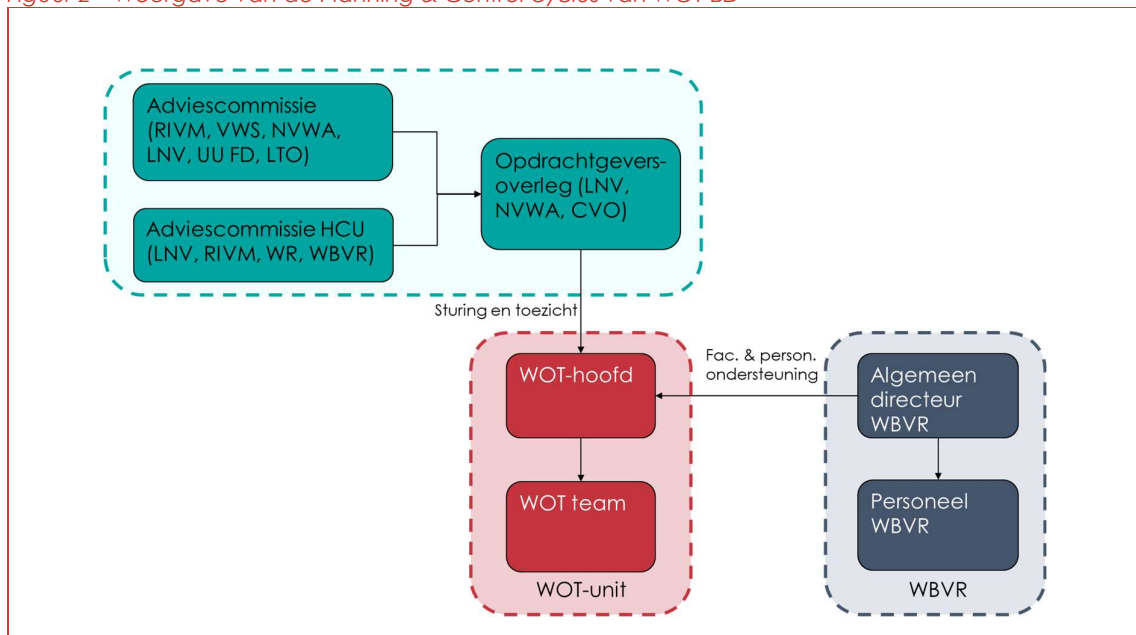 Adviescommissie
(RIVM, VWS, NVWA,
LNV, UU FD, LTO)
Opdrachtgevers-
overleg (LNV,
NVWA, CVO)
Adviescommissie HCU
(LNV, RIVM, WR, WBVR)
Sturing en toezicht
WOT-hoofd
Fac. & person.
ondersteuning
Algemeen
directeur
WBVR
WOT team
Personeel
WBVR
WOT-unit
WBVR